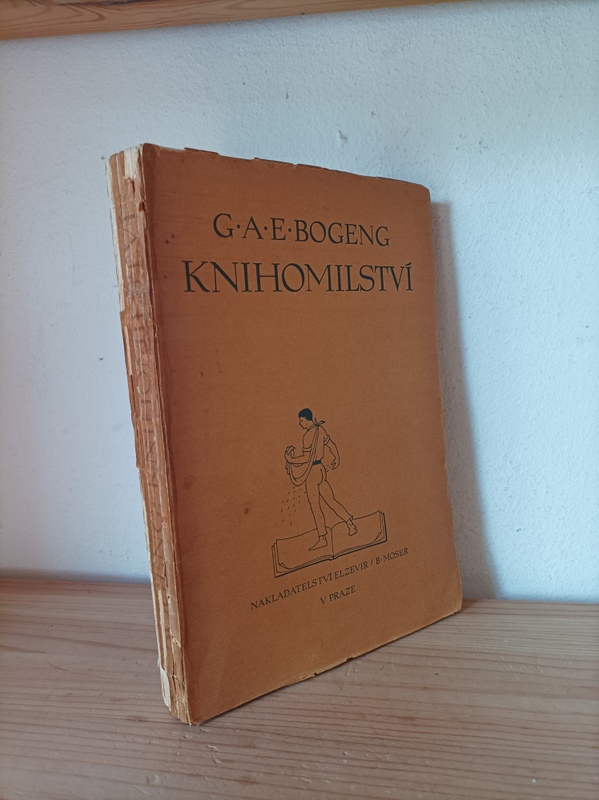 G·A·E·BOGENG
KNIHOMILSTVÍ
NAKLADATELSTVÍ ELZEVIR / B·MOSER
V PRAZE